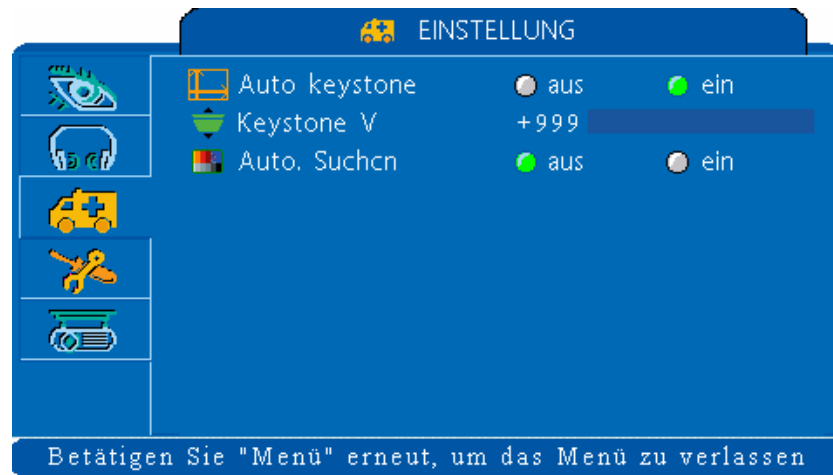 EINSTELLUNG
Auto keystone aus ein
Keystone V +999
Auto. Suchcn aus ein
Betätigen Sie "Menü" erneut, um das Menü zu verlassen